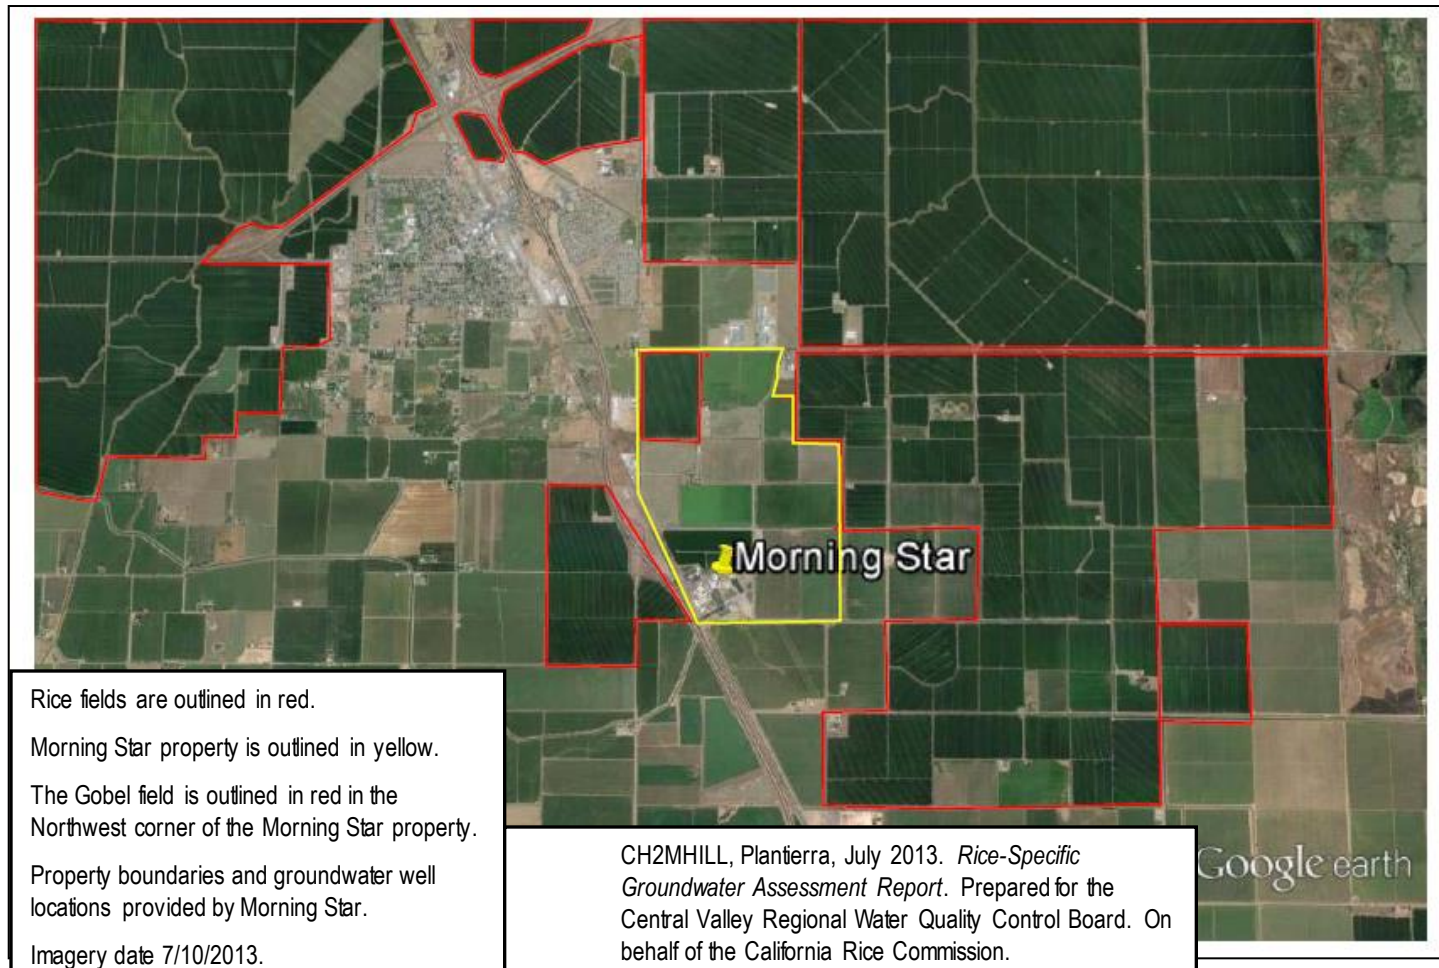 Morning Star
Rice fields are outlined in red.
Morning Star property is outlined in yellow.
The Gobel field is outlined in red in the
Northwest corner of the Morning Star property.
Property boundaries and groundwater well
locations provided by Morning Star.
Imagery date 7/10/2013.
CH2MHILL, Plantierra, July 2013. Rice-Specific
Groundwater Assessment Report. Prepared for the
Central Valley Regional Water Quality Control Board. On
behalf of the California Rice Commission.
Google earth